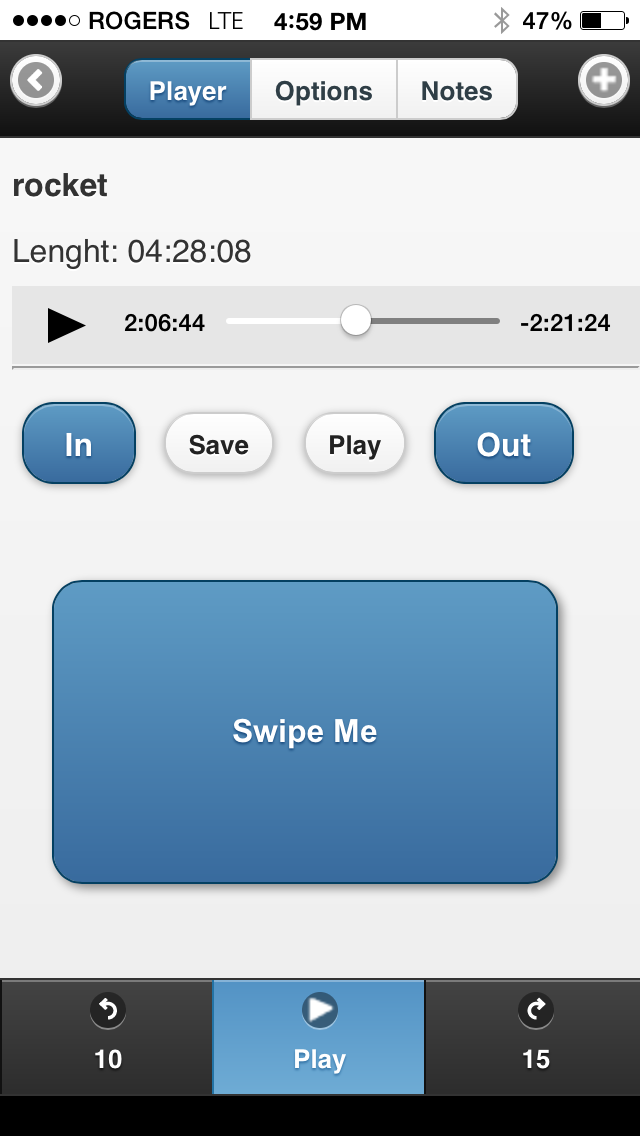 ROGERS LTE 4:59 PM 47%
Player Options Notes
rocket
Lenght: 04:28:08
2:06:44 -2:21:24
In Save Play Out
Swipe Me
10 Play 15